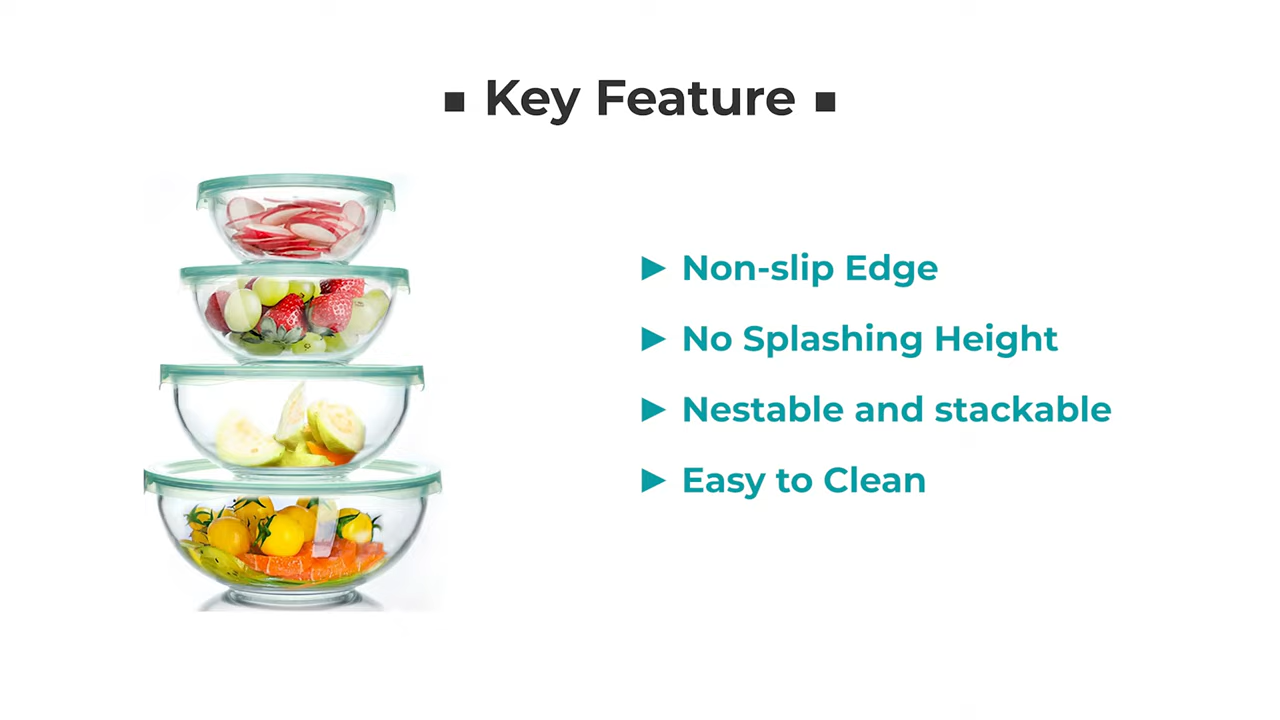 ▪ Key Feature ▪
► Non-slip Edge
► No Splashing Height
► Nestable and stackable
► Easy to Clean